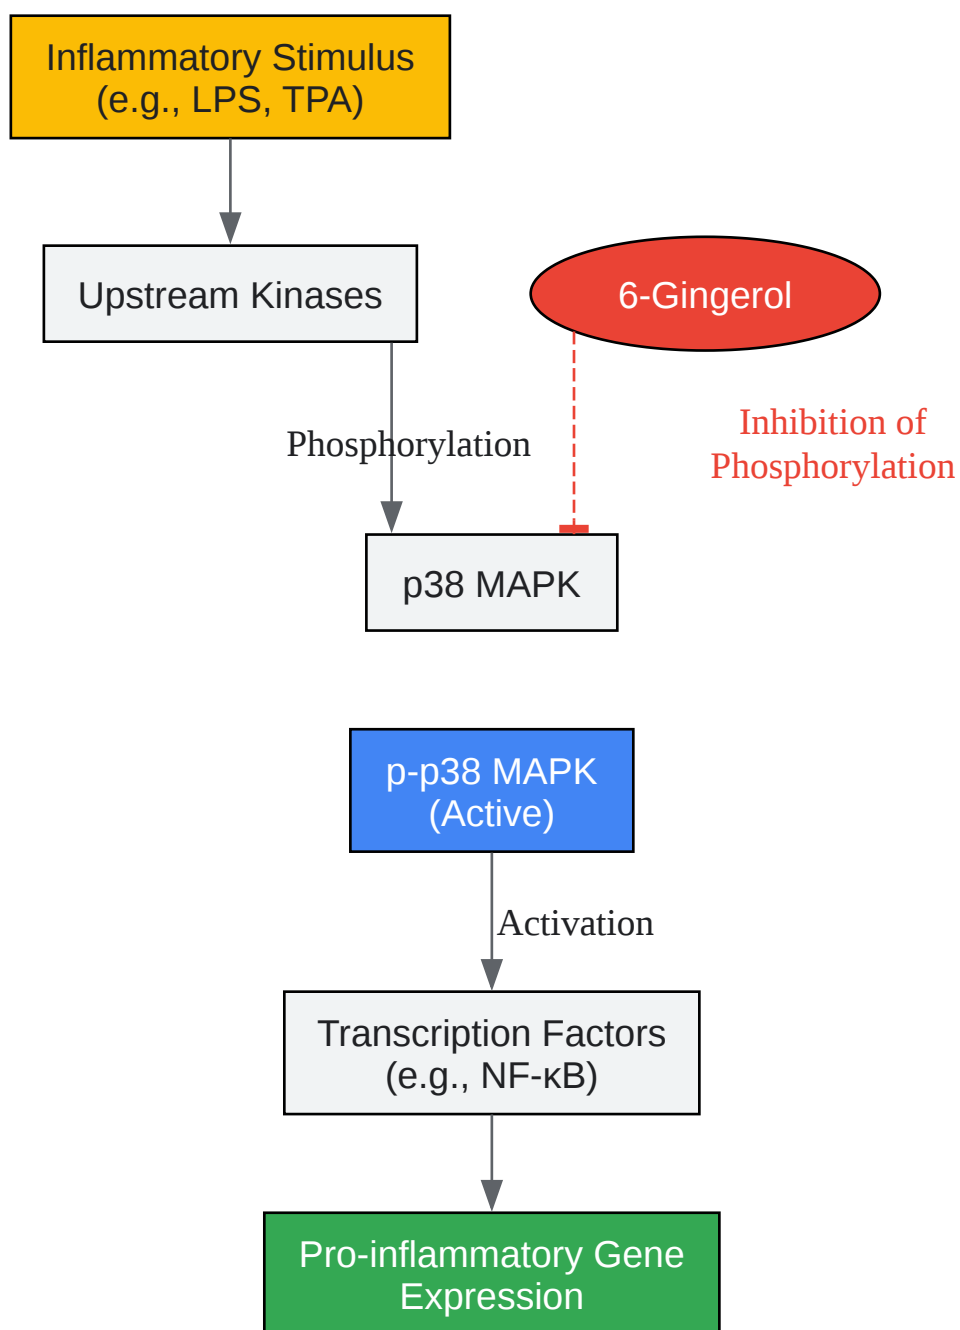 Inflammatory Stimulus
(e.g., LPS, TPA)
Upstream Kinases
6-Gingerol
Inhibition of
Phosphorylation
Phosphorylation
p38 MAPK
p-p38 MAPK
(Active)
Activation
Transcription Factors
(e.g., NF-κB)
Pro-inflammatory Gene
Expression